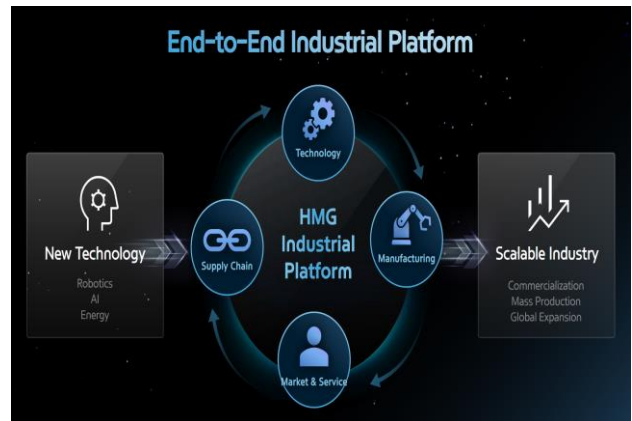 End-to-End Industrial Platform
Technology
New Technology
Robotics
AI
Energy
Supply Chain
HMG
Industrial
Platform
Manufacturing
Market & Service
Scalable Industry
Commercialization
Mass Production
Global Expansion